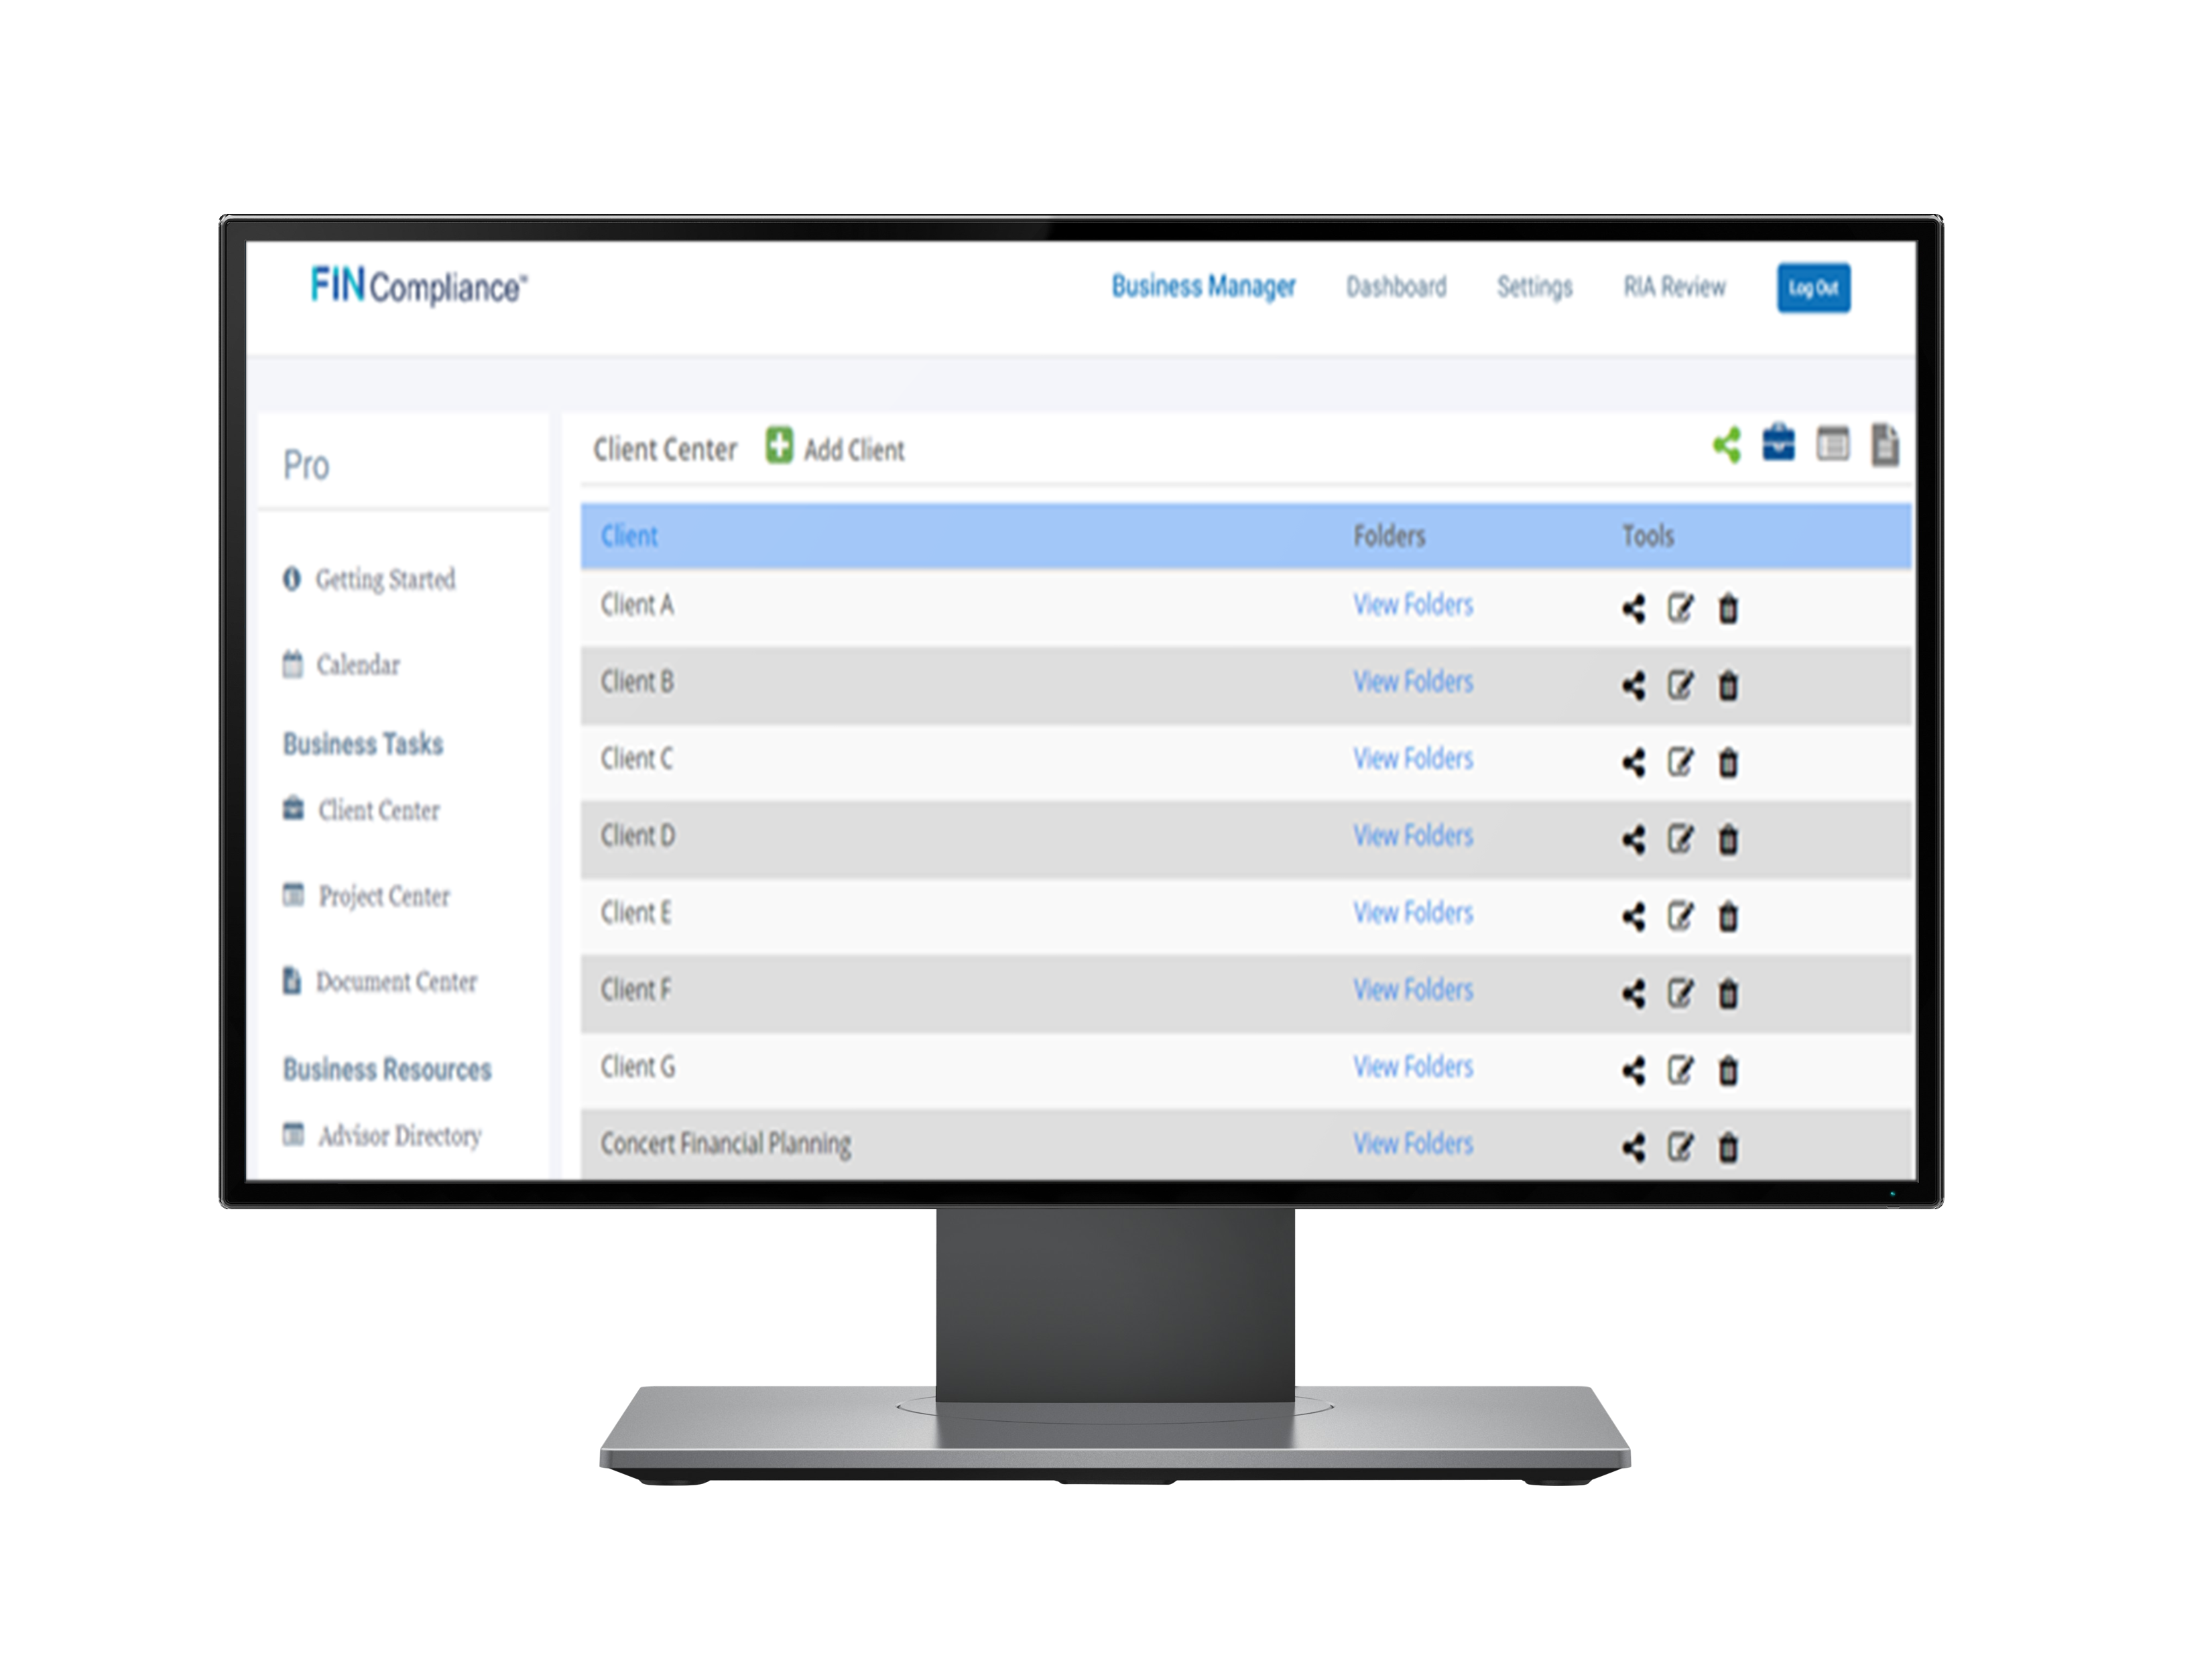 FIN Compliance™
Business Manager Dashboard Settings RIA Review Log Out
Pro
Getting Started
Calendar
Business Tasks
Client Center
Project Center
Document Center
Business Resources
Advisor Directory
Client Center Add Client
Client Folders Tools
Client A View Folders
Client B View Folders
Client C View Folders
Client D View Folders
Client E View Folders
Client F View Folders
Client G View Folders
Concert Financial Planning View Folders